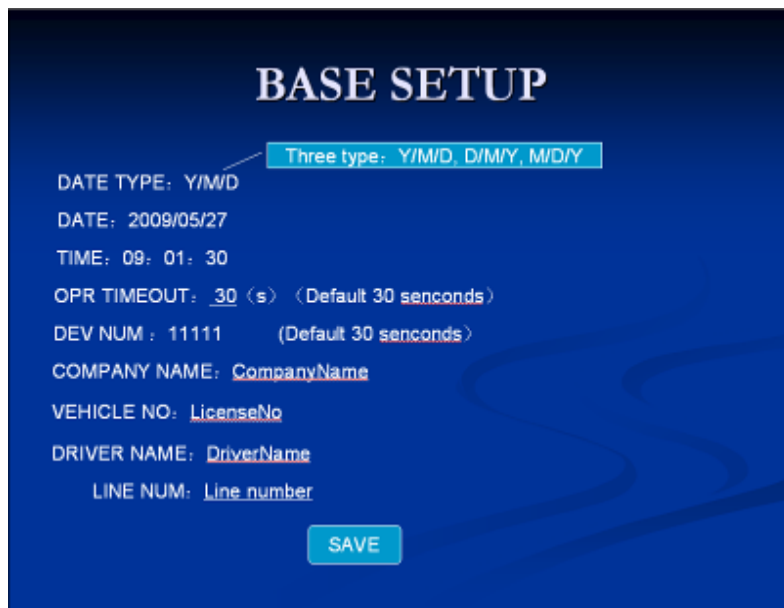 BASE SETUP
Three type：Y/M/D, D/M/Y, M/D/Y
DATE TYPE：Y/M/D
DATE：2009/05/27
TIME：09：01：30
OPR TIMEOUT：30（s）（Default 30 senconds）
DEV NUM：11111 (Default 30 senconds）
COMPANY NAME：CompanyName
VEHICLE NO：LicenseNo
DRIVER NAME：DriverName
LINE NUM：Line number
SAVE